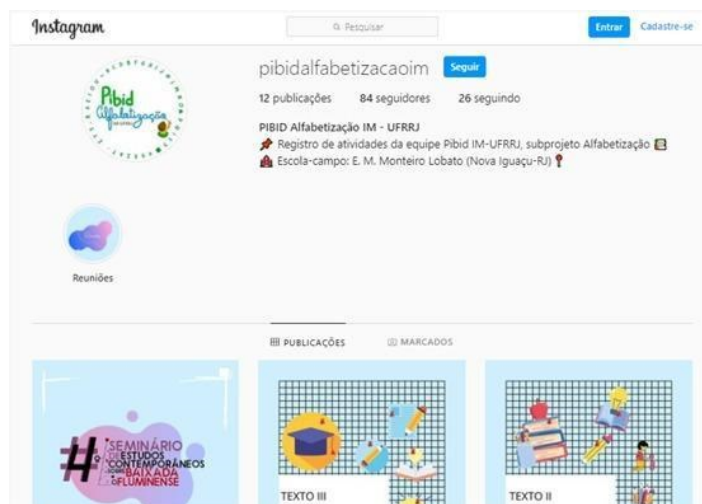 Instagram
Pesquisar
Entrar Cadastre-se
pibidalfabetizacaoim Seguir
12 publicações 84 seguidores 26 seguindo
PIBID Alfabetização IM - UFRRJ
Registro de atividades da equipe Pibid IM-UFRRJ, subprojeto Alfabetização
Escola-campo: E. M. Monteiro Lobato (Nova Iguaçu-RJ)
Pibid
Alfabetização
Reuniões
PUBLICAÇÕES MARCADOS
#4
SEMINÁRIO
DE ESTUDOS
CONTEMPORÂNEOS
SOBRE A BAIXADA
FLUMINENSE
TEXTO III
TEXTO II